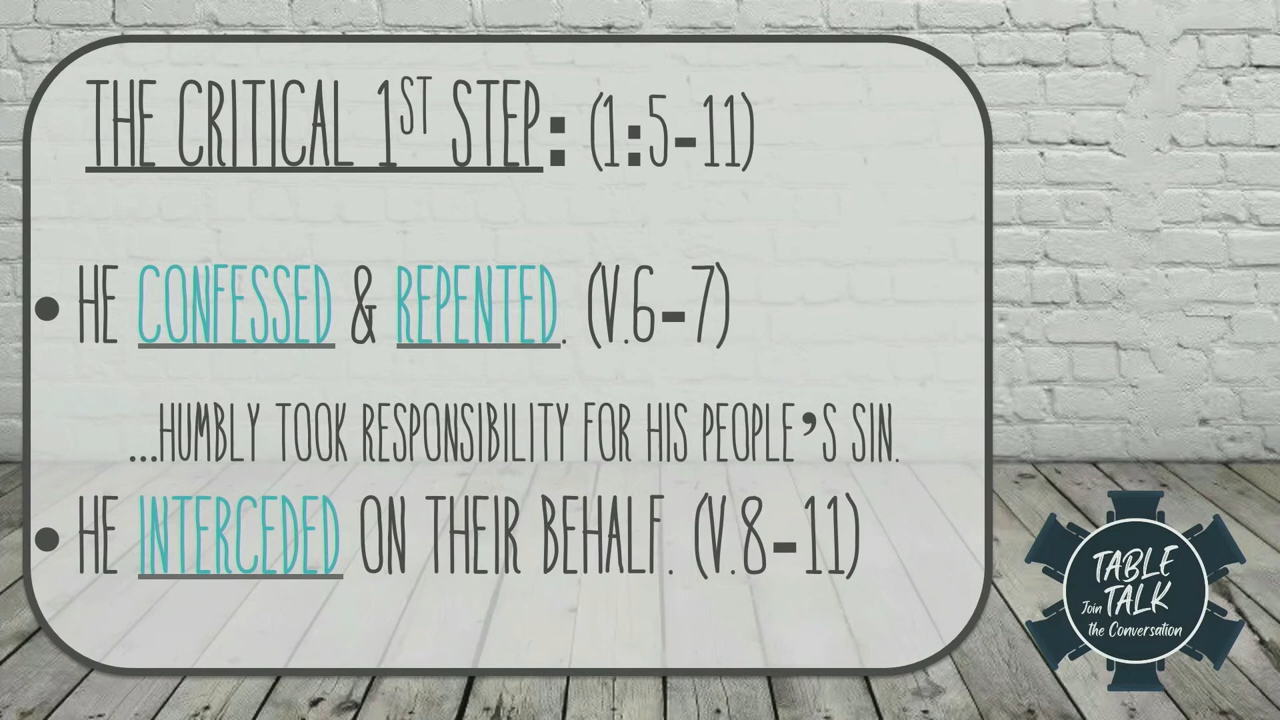 THE CRITICAL 1ST STEP: (1:5-11)
• HE CONFESSED & REPENTED. (V.6-7)
...HUMBLY TOOK RESPONSIBILITY FOR HIS PEOPLE'S SIN.
• HE INTERCEDED ON THEIR BEHALF. (V.8-11)
TABLE
Join TALK
the Conversation